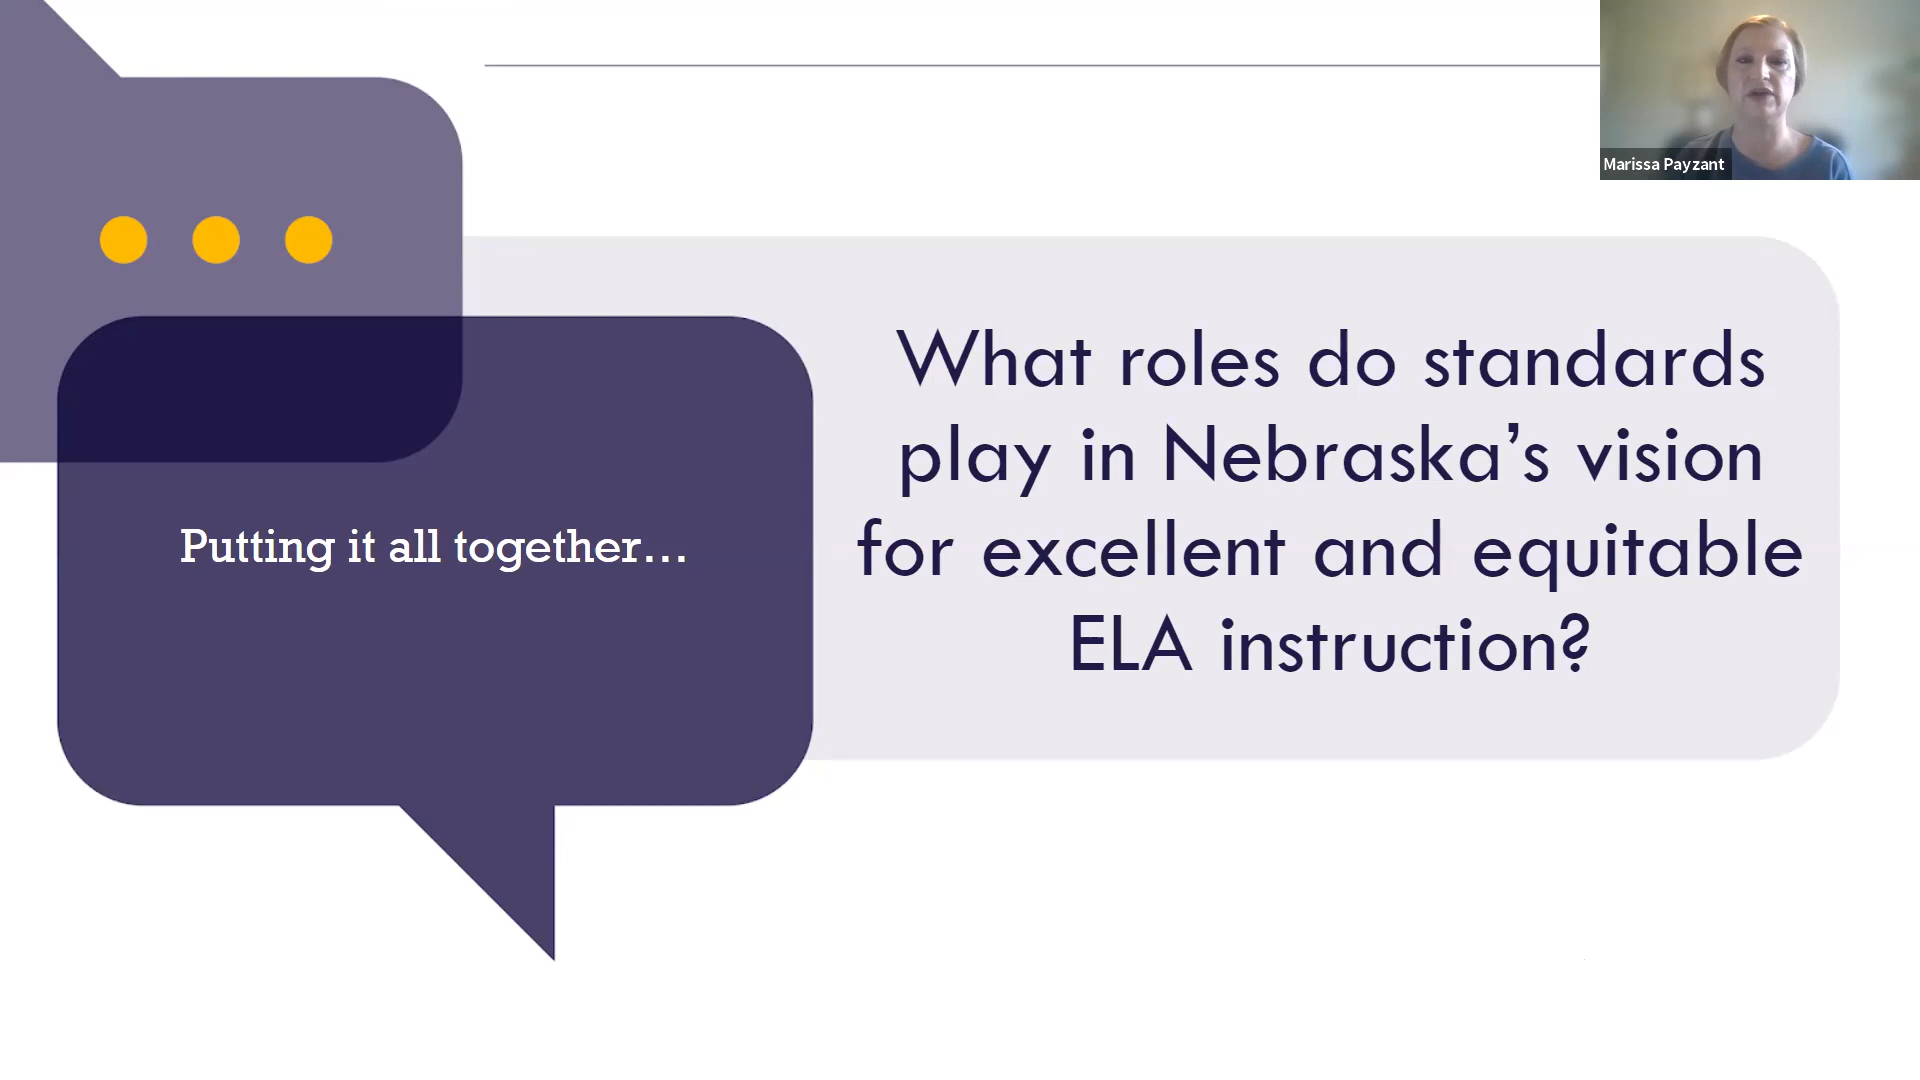 Marissa Payzant
Putting it all together...
What roles do standards
play in Nebraska’s vision
for excellent and equitable
ELA instruction?